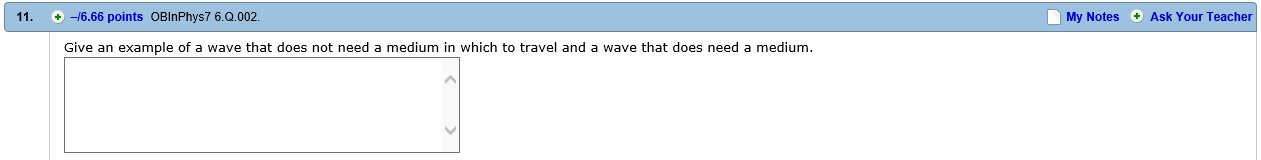 11. –/6.66 points OBInPhys7 6.Q.002. My Notes Ask Your Teacher
Give an example of a wave that does not need a medium in which to travel and a wave that does need a medium.